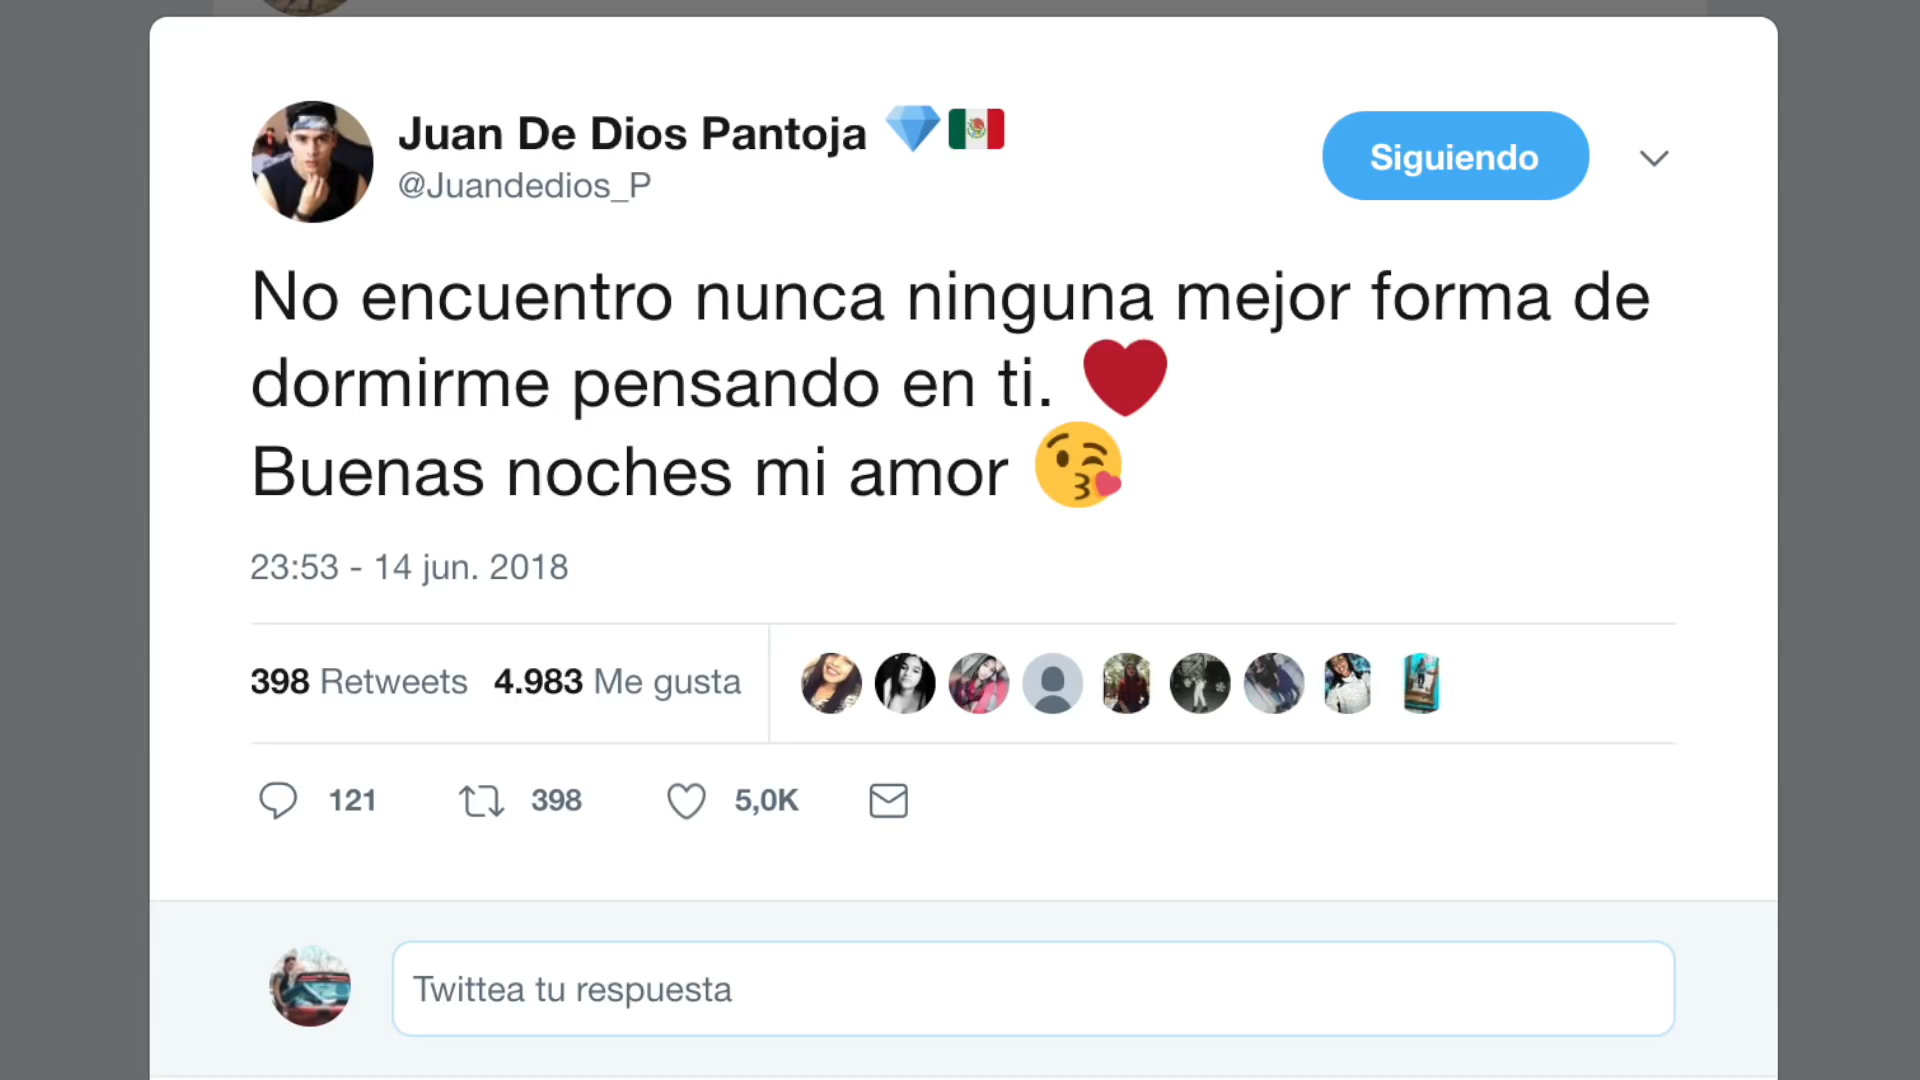 Juan De Dios Pantoja 💎🇲🇽
@Juandedios_P
Siguiendo
No encuentro nunca ninguna mejor forma de
dormirme pensando en ti. ❤️
Buenas noches mi amor 😘
23:53 - 14 jun. 2018
398 Retweets 4.983 Me gusta
121 398 5,0K
Twittea tu respuesta